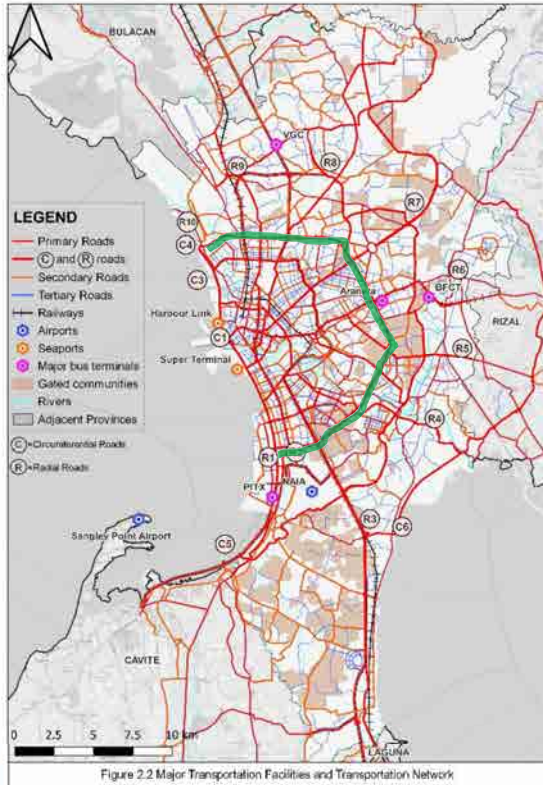 BULACAN
VGC
R9
R8
R7
LEGEND
Primary Roads
C and R roads
Secondary Roads
Tertiary Roads
Railways
Airports
Seaports
Major bus terminals
Gated communities
Rivers
Adjacent Provinces
C =Circumferential Roads
R =Radial Roads
R10
C4
C3
Harbour Link
C1
Super Terminal
Araneta
BFCT
R6
RIZAL
R5
R4
R1
NAIA
PITX
R3
C6
C5
Sangley Point Airport
CAVITE
0 2.5 5 7.5 10 km
LAGUNA
Figure 2.2 Major Transportation Facilities and Transportation Network